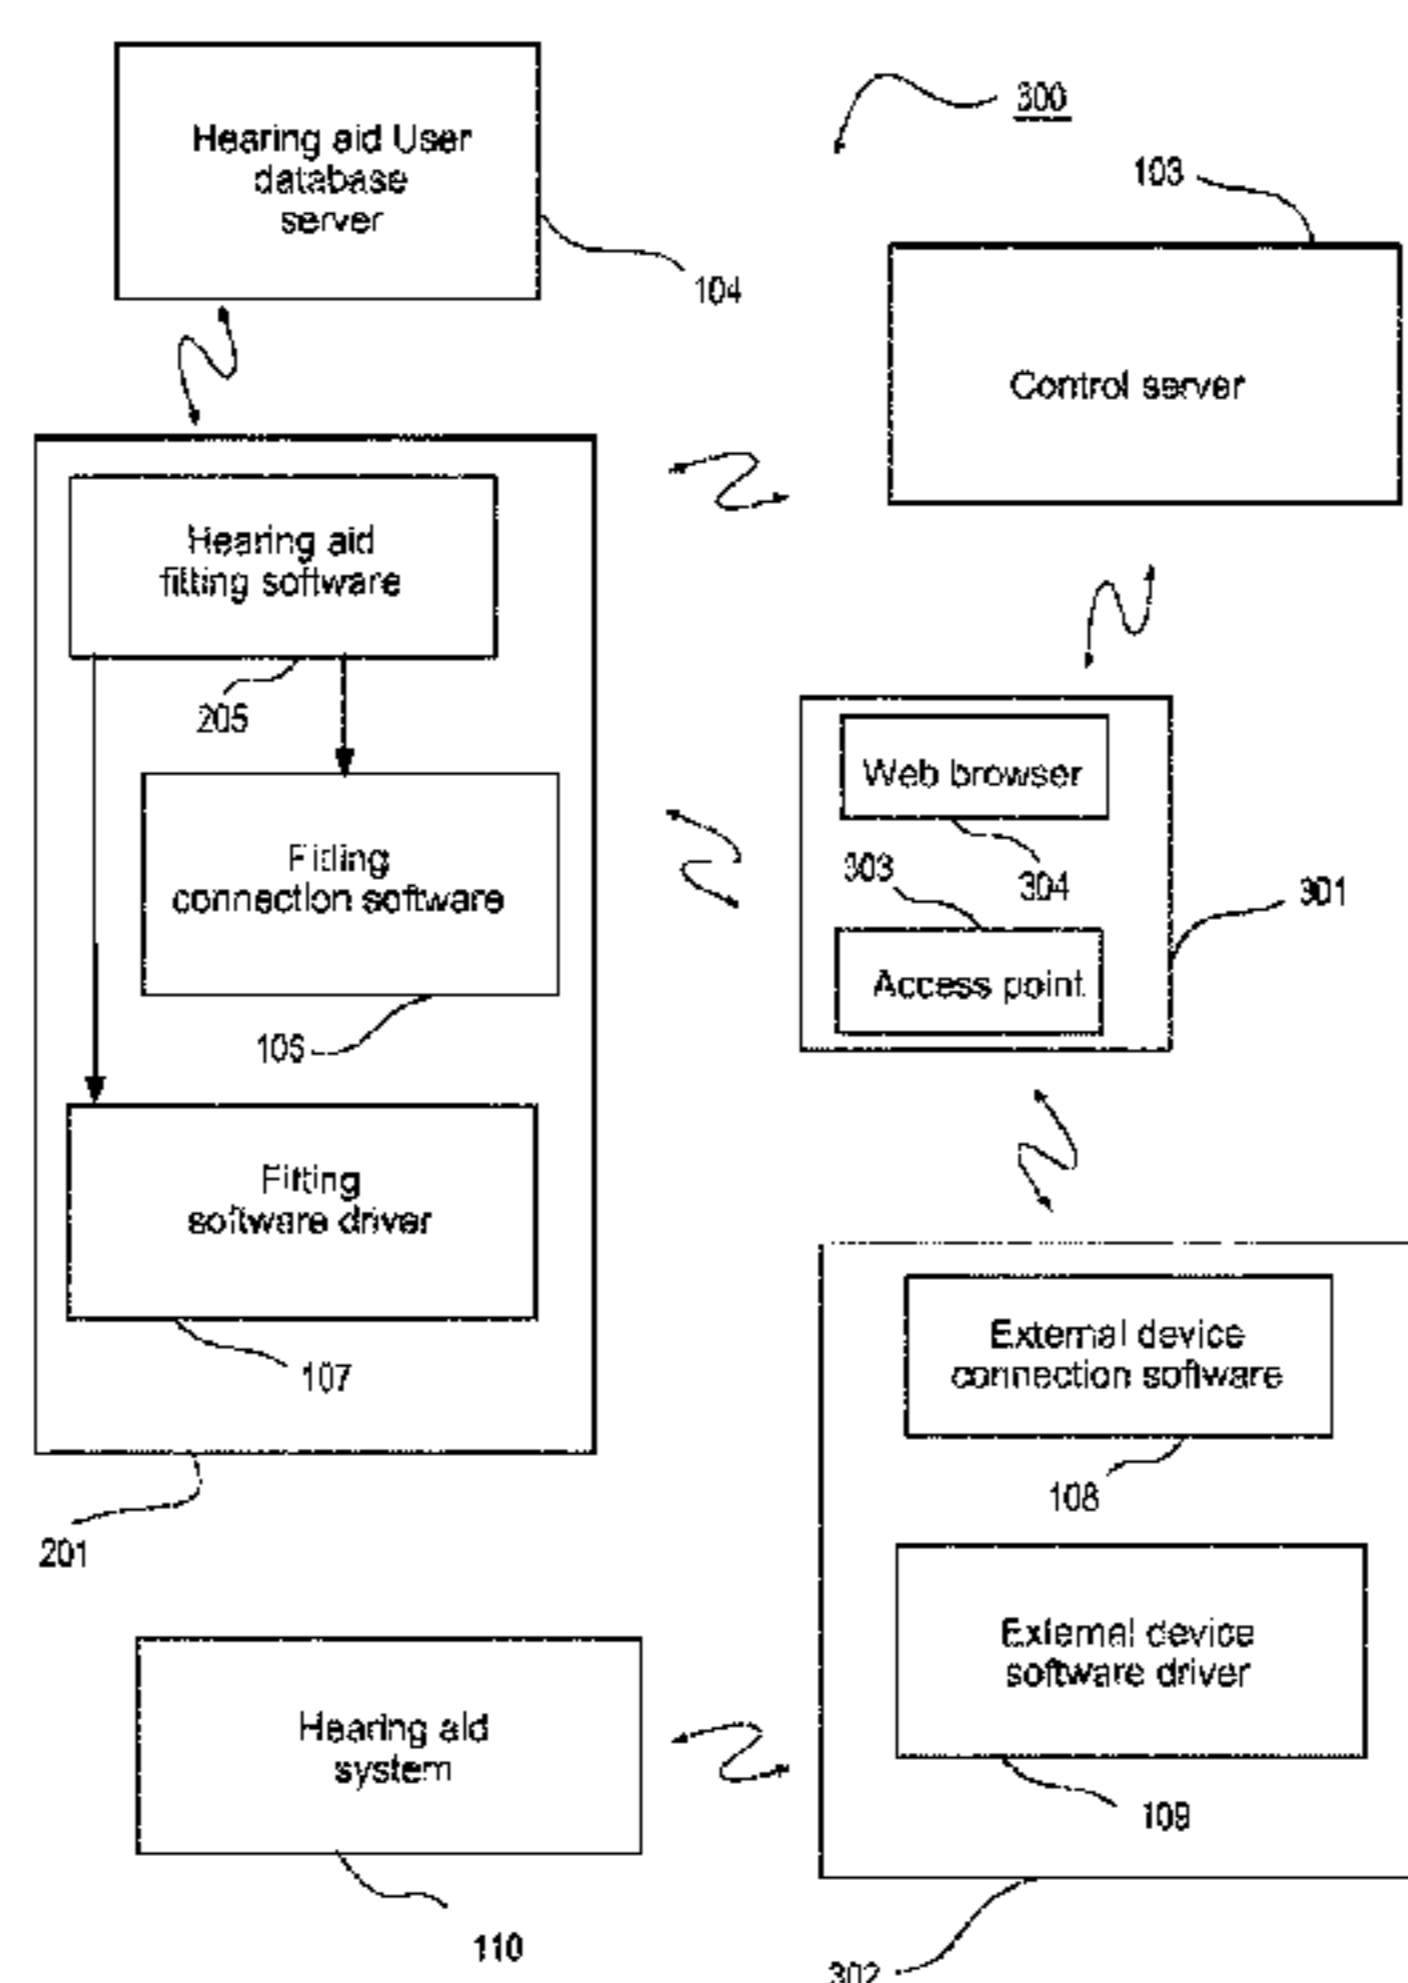 Hearing aid User
database
server
104
300
103
Control server
Hearing aid
fitting software
205
Fitting
connection software
106
Fitting
software driver
107
201
Web browser
304
303
Access point
301
External device
connection software
108
External device
software driver
109
302
Hearing aid
system
110